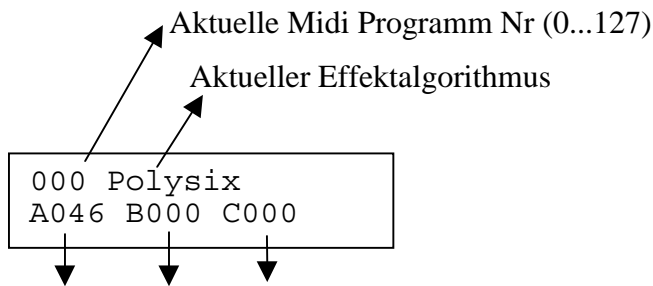 Aktuelle Midi Programm Nr (0...127)
Aktueller Effektalgorithmus
000 Polysix
A046 B000 C000